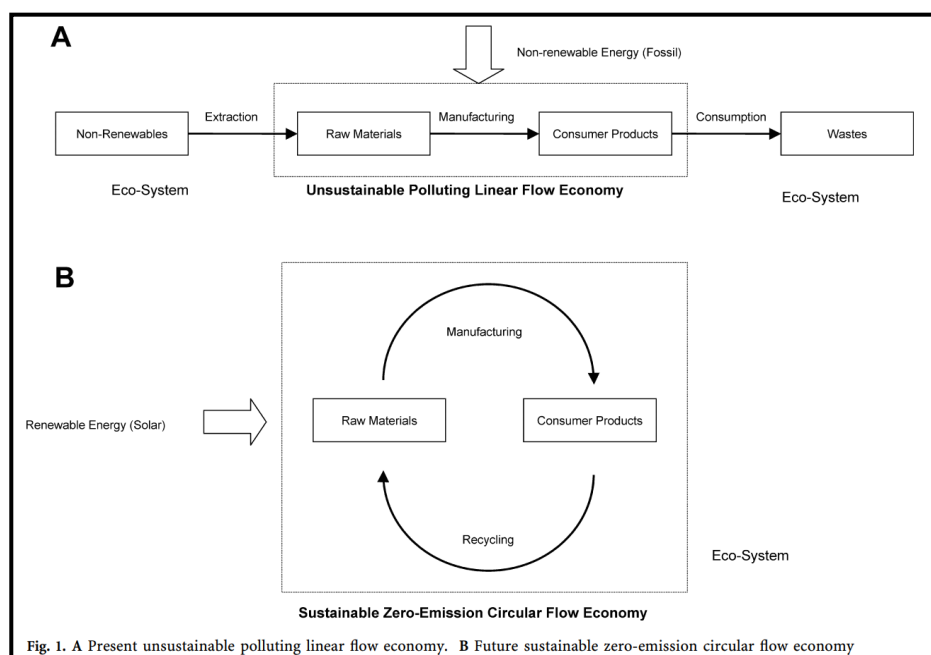 A
Non-renewable Energy (Fossil)
Extraction
Manufacturing
Consumption
Non-Renewables
Raw Materials
Consumer Products
Wastes
Eco-System
Unsustainable Polluting Linear Flow Economy
Eco-System
B
Manufacturing
Renewable Energy (Solar)
Raw Materials
Consumer Products
Recycling
Eco-System
Sustainable Zero-Emission Circular Flow Economy
Fig. 1. A Present unsustainable polluting linear flow economy. B Future sustainable zero-emission circular flow economy